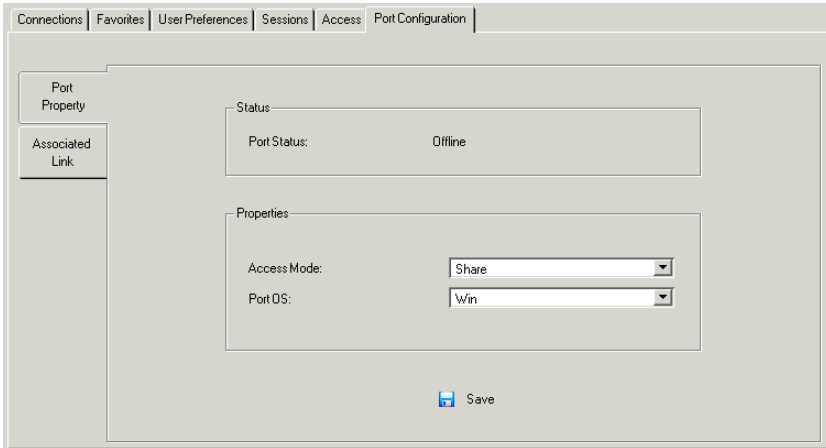 Connections Favorites User Preferences Sessions Access Port Configuration
Port
Property
Associated
Link
Status
Port Status: Offline
Properties
Access Mode: Share
Port OS: Win
Save